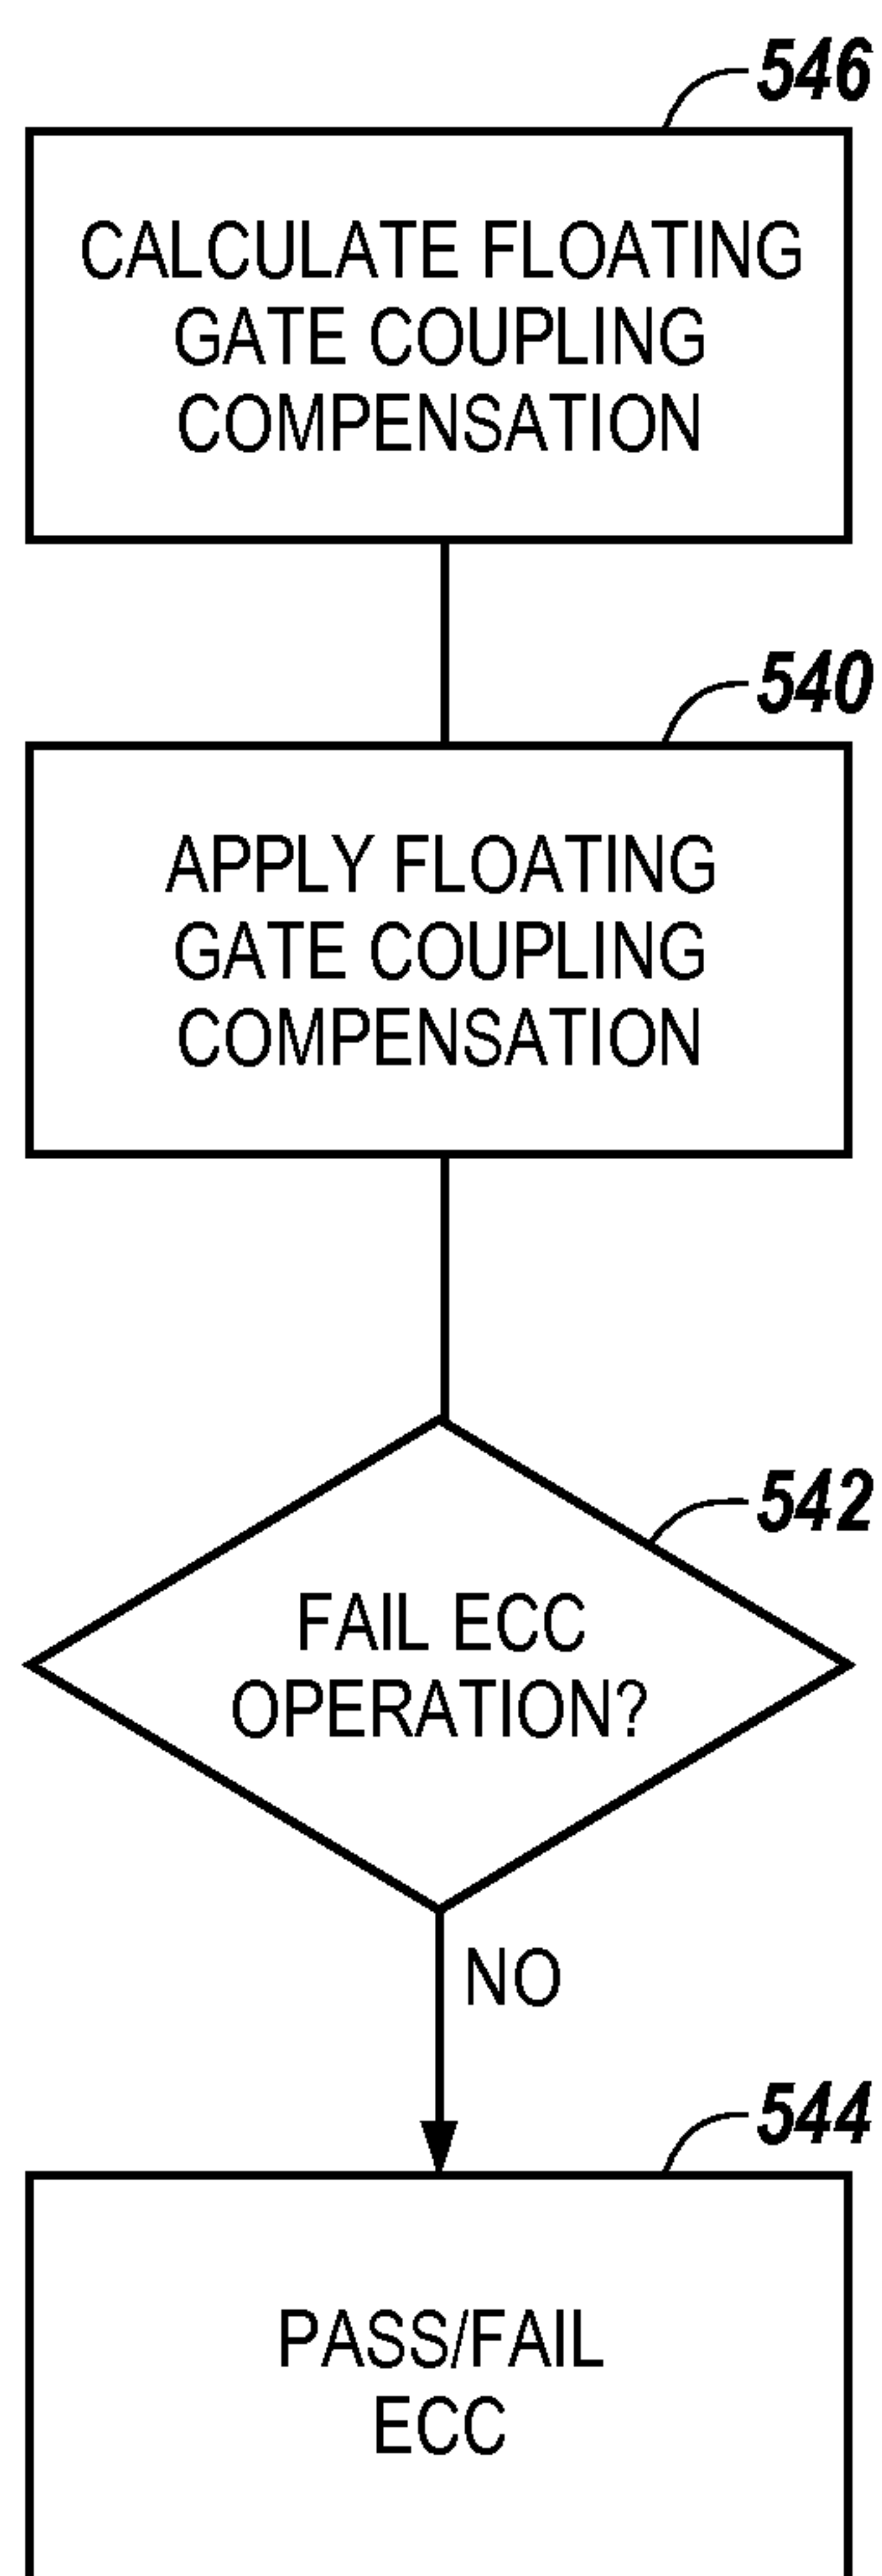 546
CALCULATE FLOATING
GATE COUPLING
COMPENSATION
540
APPLY FLOATING
GATE COUPLING
COMPENSATION
542
FAIL ECC
OPERATION?
NO
544
PASS/FAIL
ECC